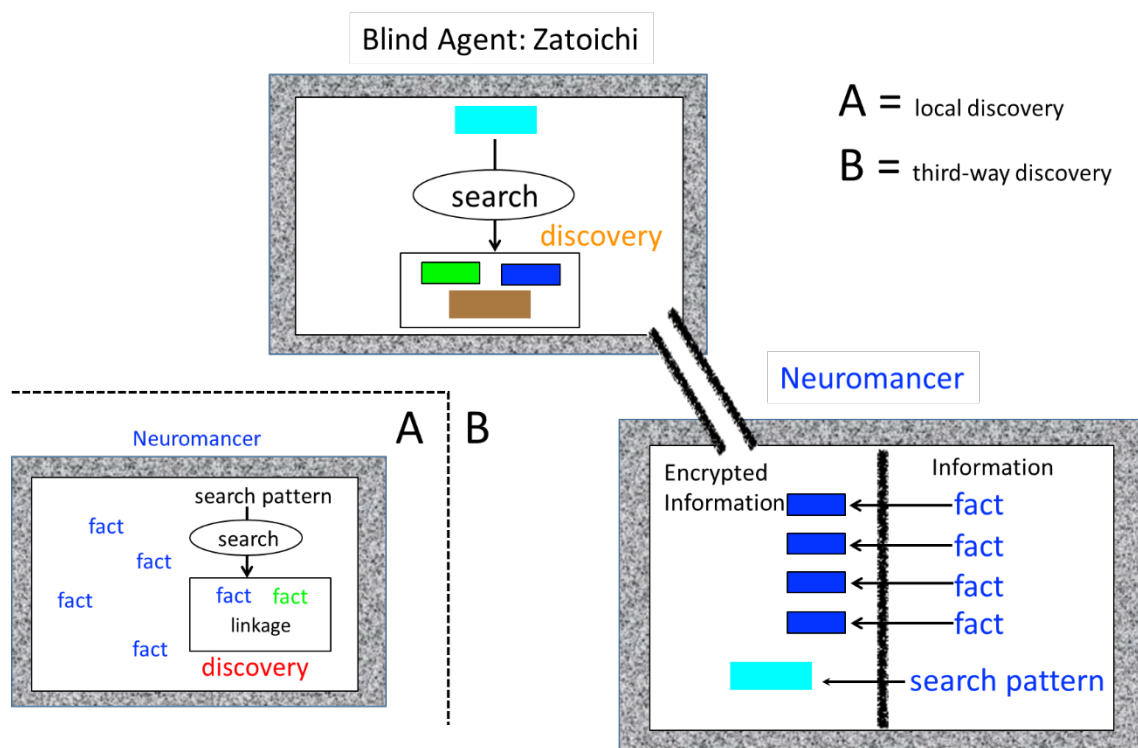 Blind Agent: Zatoichi
A = local discovery
B = third-way discovery
search
discovery
Neuromancer
A B
Neuromancer
search pattern
search
fact
fact
fact
fact
fact fact
linkage
discovery
Encrypted
Information
Information
fact
fact
fact
fact
search pattern